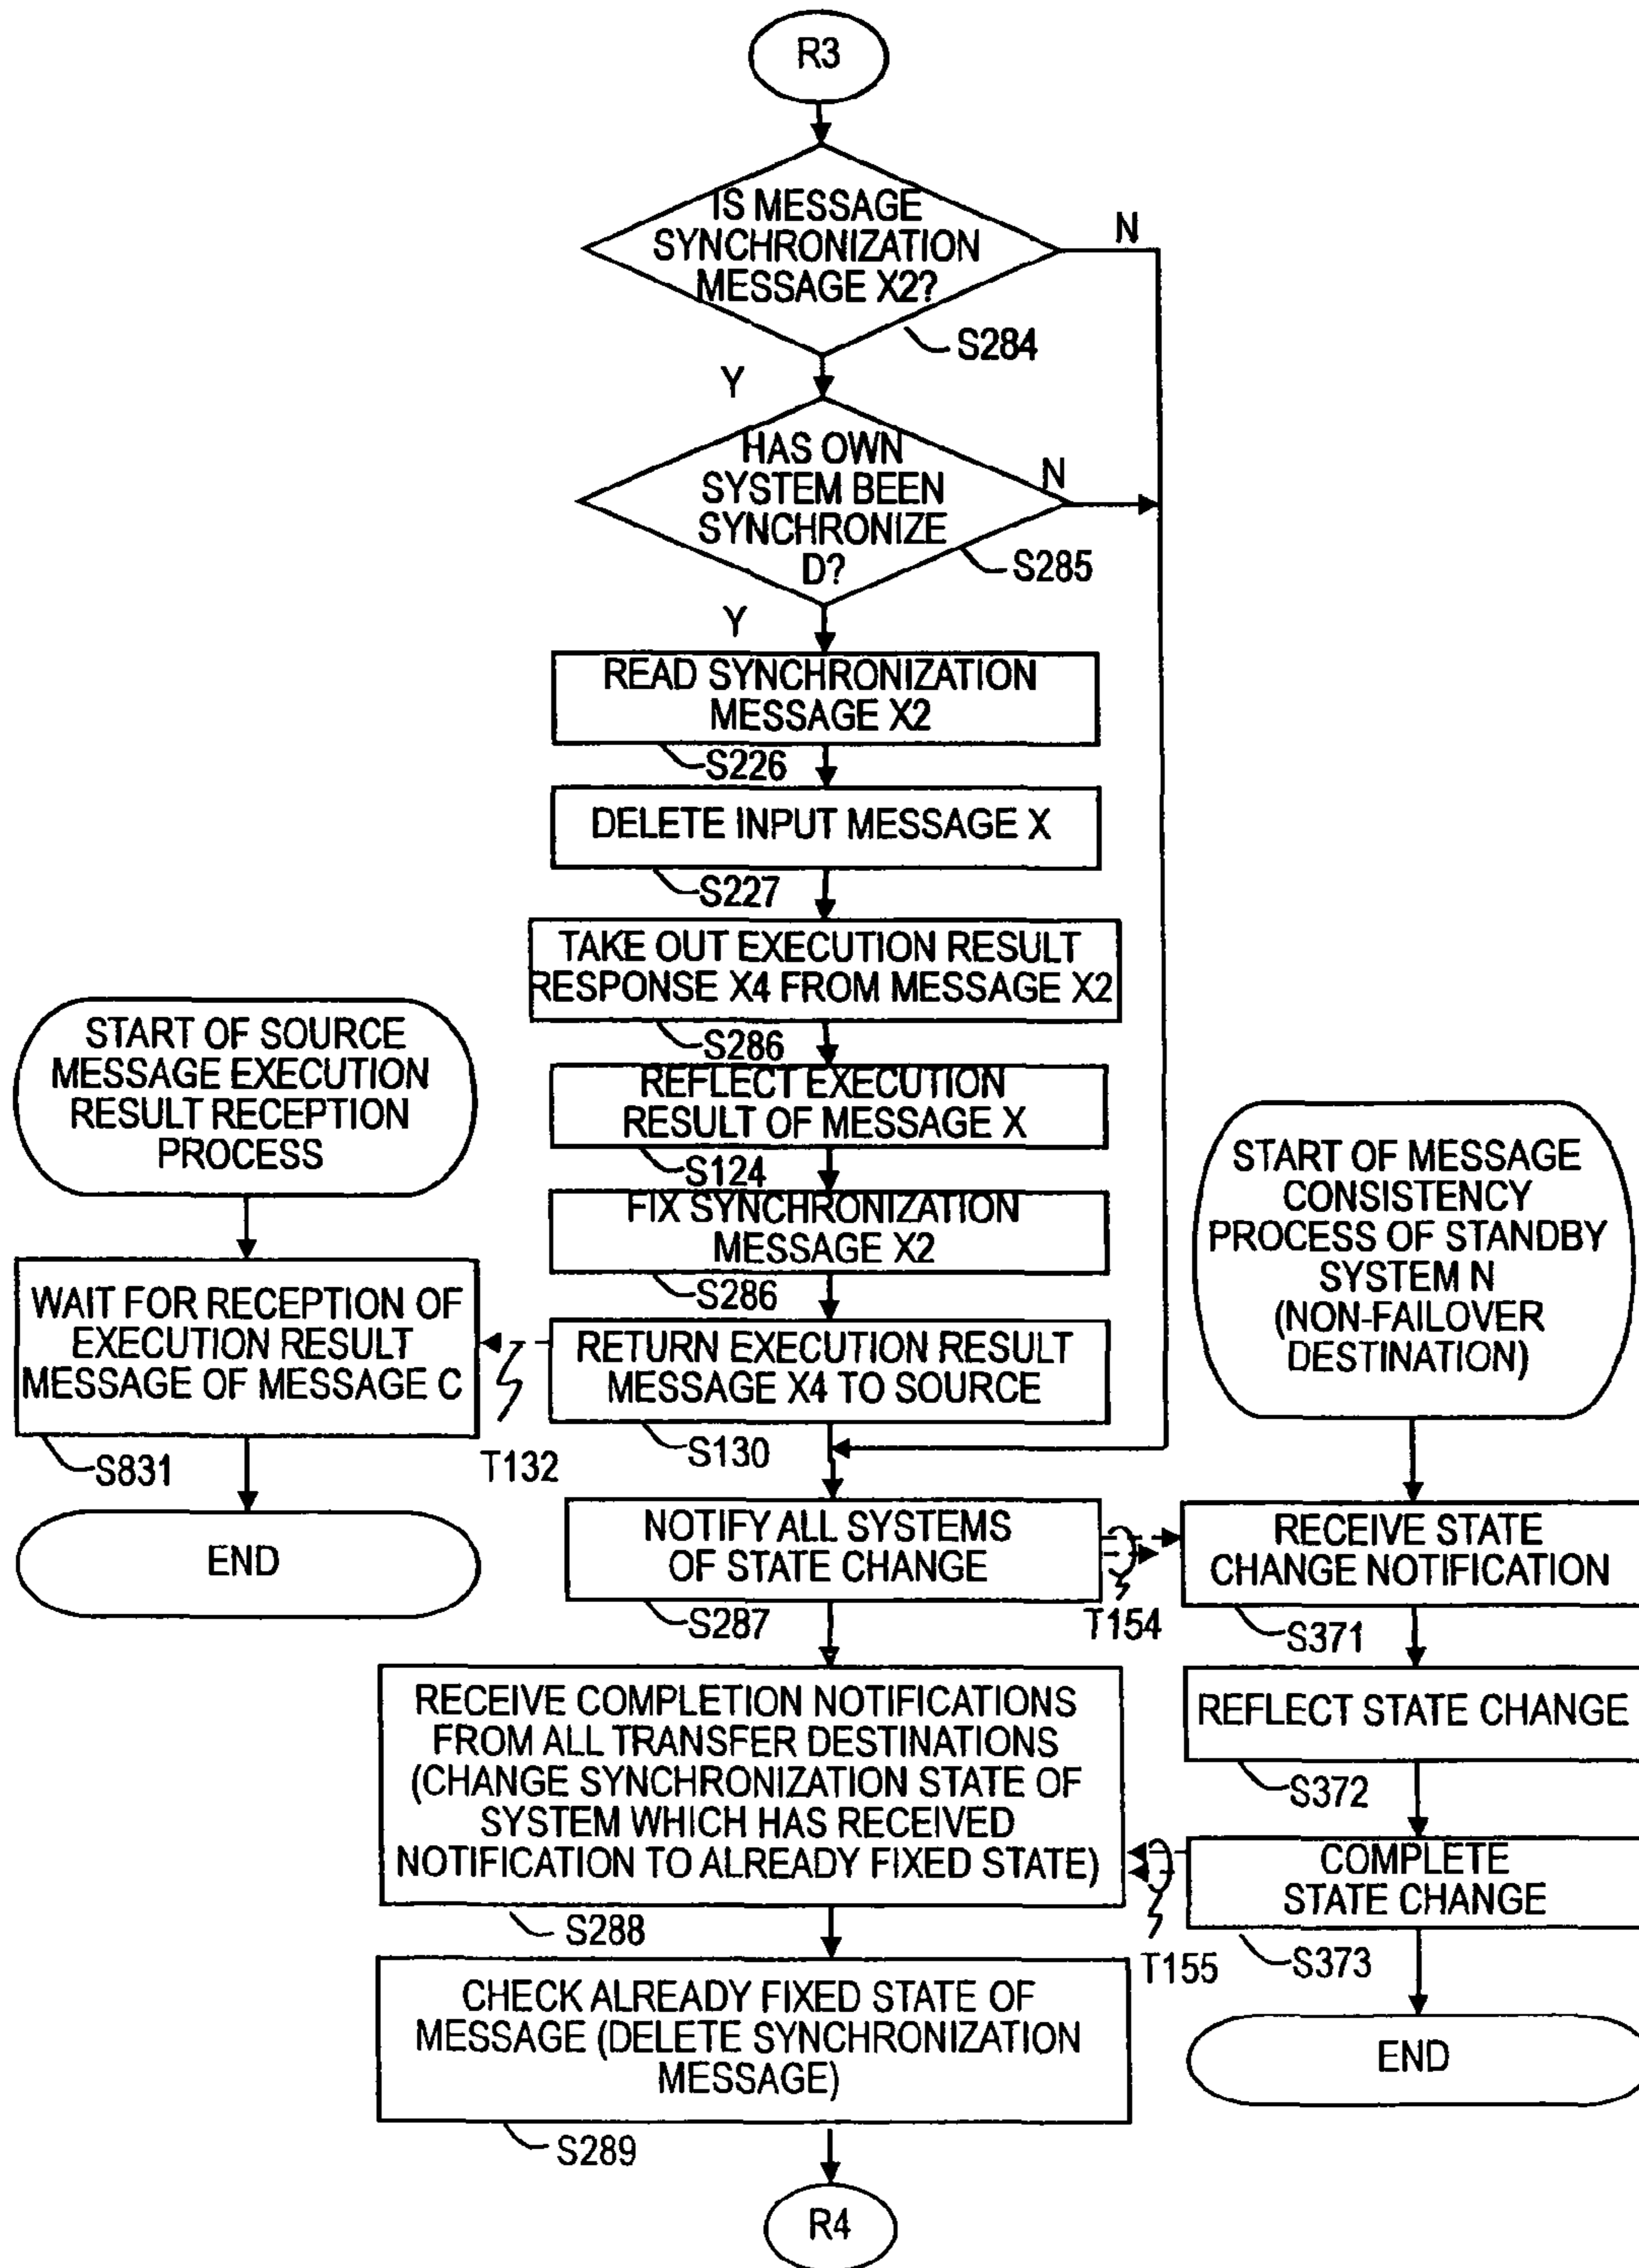 R3
IS MESSAGE
SYNCHRONIZATION
MESSAGE X2?
N
S284
Y
HAS OWN
SYSTEM BEEN
SYNCHRONIZE
D?
N
S285
Y
READ SYNCHRONIZATION
MESSAGE X2
S226
DELETE INPUT MESSAGE X
S227
TAKE OUT EXECUTION RESULT
RESPONSE X4 FROM MESSAGE X2
S286
REFLECT EXECUTION
RESULT OF MESSAGE X
S124
FIX SYNCHRONIZATION
MESSAGE X2
S286
RETURN EXECUTION RESULT
MESSAGE X4 TO SOURCE
S130
START OF SOURCE
MESSAGE EXECUTION
RESULT RECEPTION
PROCESS
WAIT FOR RECEPTION OF
EXECUTION RESULT
MESSAGE OF MESSAGE C
S831
T132
END
START OF MESSAGE
CONSISTENCY
PROCESS OF STANDBY
SYSTEM N
(NON-FAILOVER
DESTINATION)
NOTIFY ALL SYSTEMS
OF STATE CHANGE
S287
T154
RECEIVE STATE
CHANGE NOTIFICATION
S371
REFLECT STATE CHANGE
S372
RECEIVE COMPLETION NOTIFICATIONS
FROM ALL TRANSFER DESTINATIONS
(CHANGE SYNCHRONIZATION STATE OF
SYSTEM WHICH HAS RECEIVED
NOTIFICATION TO ALREADY FIXED STATE)
S288
COMPLETE
STATE CHANGE
S373
T155
END
CHECK ALREADY FIXED STATE OF
MESSAGE (DELETE SYNCHRONIZATION
MESSAGE)
S289
R4